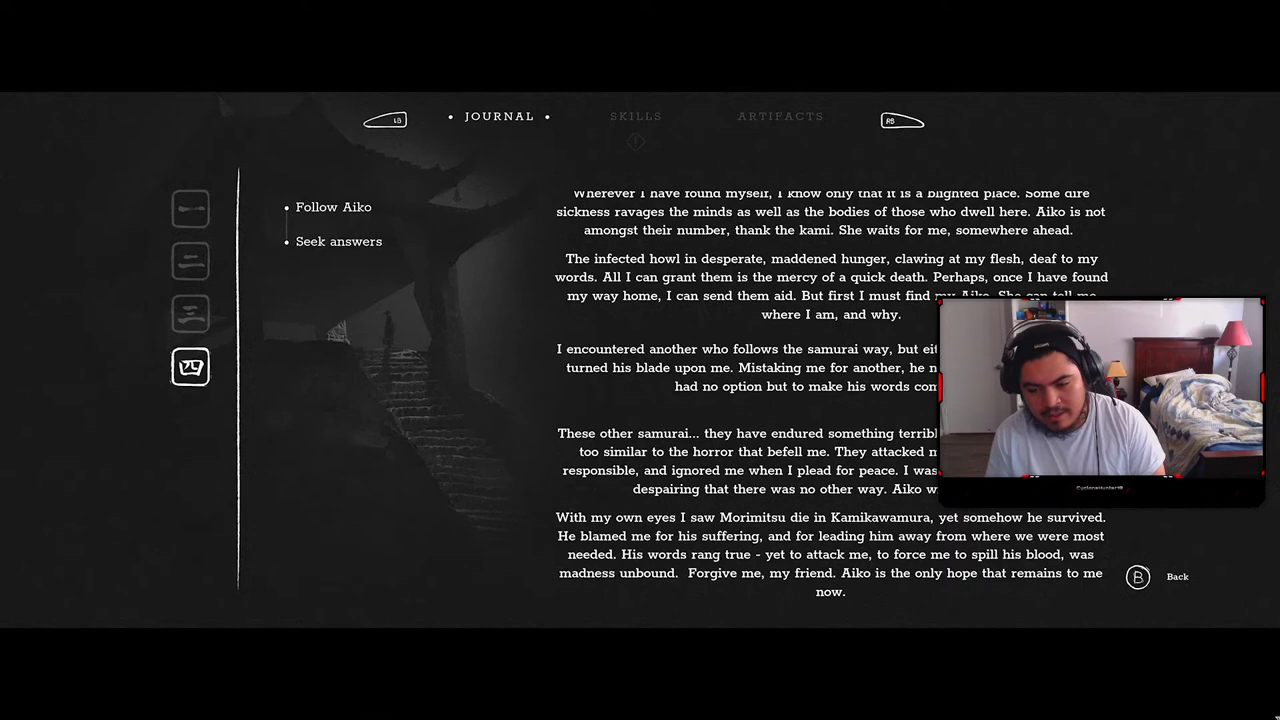 LB
• JOURNAL •
SKILLS
ARTIFACTS
RB
一
二
三
四
• Follow Aiko
• Seek answers
Wherever I have found myself, I know only that it is a blighted place. Some dire
sickness ravages the minds as well as the bodies of those who dwell here. Aiko is not
amongst their number, thank the kami. She waits for me, somewhere ahead.
The infected howl in desperate, maddened hunger, clawing at my flesh, deaf to my
words. All I can grant them is the mercy of a quick death. Perhaps, once I have found
my way home, I can send them aid. But first I must find my Aiko. She can tell me
where I am, and why.
I encountered another who follows the samurai way, but
turned his blade upon me. Mistaking me for another, he
had no option but to make his words
These other samurai... they have endured something
too similar to the horror that befell me. They attacked
responsible, and ignored me when I plead for peace. I was
despairing that there was no other way. Aiko
With my own eyes I saw Morimitsu die in Kamikawamura, yet somehow he survived.
He blamed me for his suffering, and for leading him away from where we were most
needed. His words rang true - yet to attack me, to force me to spill his blood, was
madness unbound. Forgive me, my friend. Aiko is the only hope that remains to me
now.
B Back